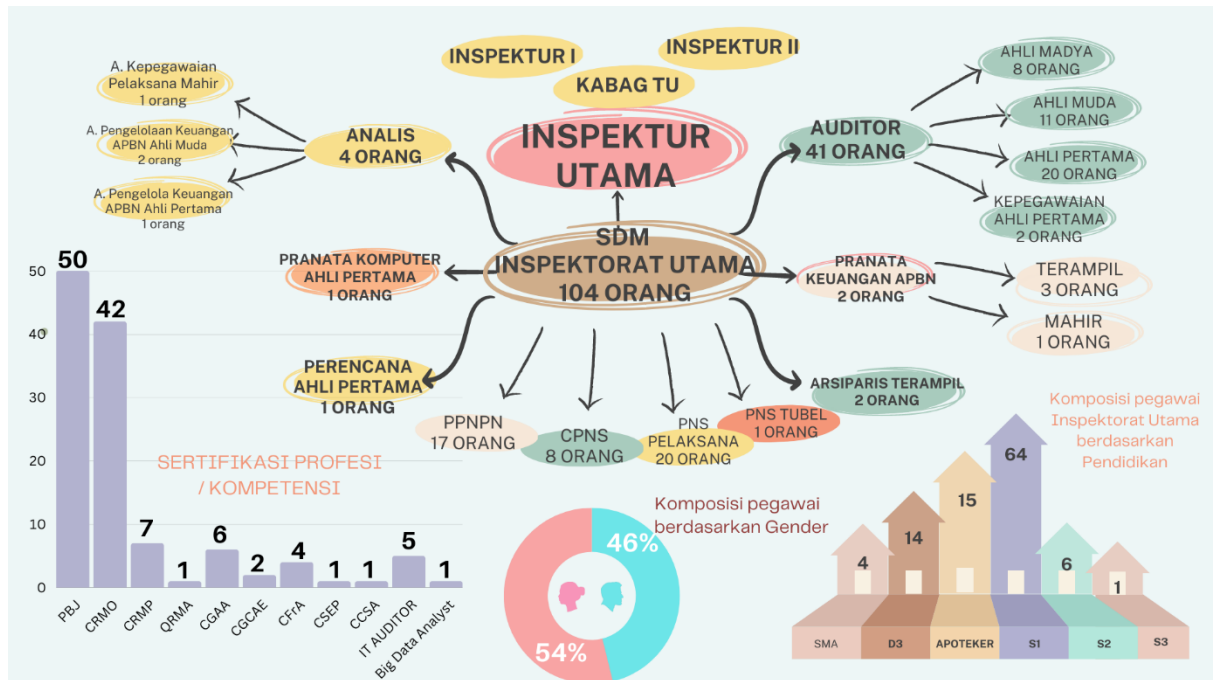 INSPEKTUR I
INSPEKTUR II
KABAG TU
INSPEKTUR
UTAMA
A. Kepegawaian
Pelaksana Mahir
1 orang
A. Pengelolaan Keuangan
APBN Ahli Muda
2 orang
A. Pengelola Keuangan
APBN Ahli Pertama
1 orang
ANALIS
4 ORANG
AUDITOR
41 ORANG
AHLI MADYA
8 ORANG
AHLI MUDA
11 ORANG
AHLI PERTAMA
20 ORANG
KEPEGAWAIAN
AHLI PERTAMA
2 ORANG
SDM
INSPEKTORAT UTAMA
104 ORANG
PRANATA KOMPUTER
AHLI PERTAMA
1 ORANG
PRANATA
KEUANGAN APBN
2 ORANG
TERAMPIL
3 ORANG
MAHIR
1 ORANG
PERENCANA
AHLI PERTAMA
1 ORANG
ARSIPARIS TERAMPIL
2 ORANG
PPNPN
17 ORANG
CPNS
8 ORANG
PNS
PELAKSANA
20 ORANG
PNS TUBEL
1 ORANG
SERTIFIKASI PROFESI
/ KOMPETENSI
50
40
30
20
10
0
50
42
7
1
6
2
4
1
1
5
1
PBJ
CRMO
CRMP
QRMA
CGAA
CGCAE
CFrA
CSEP
CCSA
IT AUDITOR
Big Data Analyst
Komposisi pegawai
berdasarkan Gender
46%
54%
Komposisi pegawai
Inspektorat Utama
berdasarkan
Pendidikan
4
14
15
64
6
1
SMA
D3
APOTEKER
S1
S2
S3